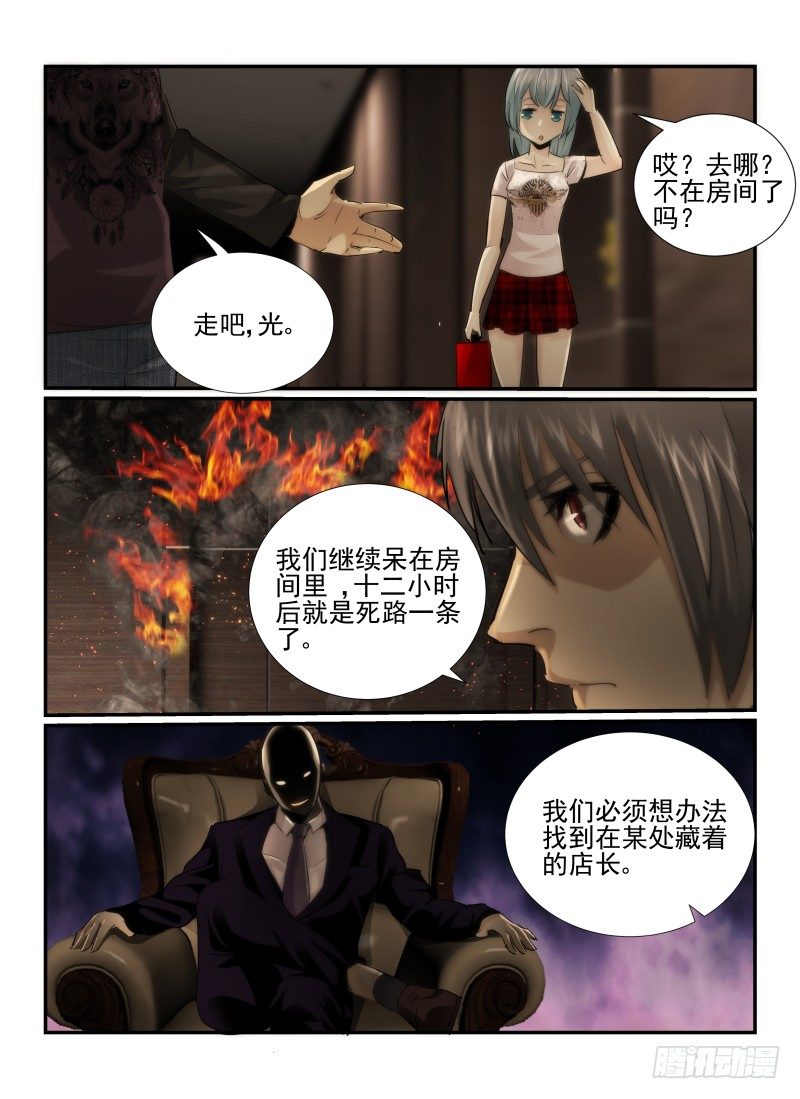 走吧,光。
哎？去哪？
不在房间了
吗？
我们继续呆在房
间里，十二小时
后就是死路一条
了。
我们必须想办法
找到在某处藏着
的店长。
腾讯动漫